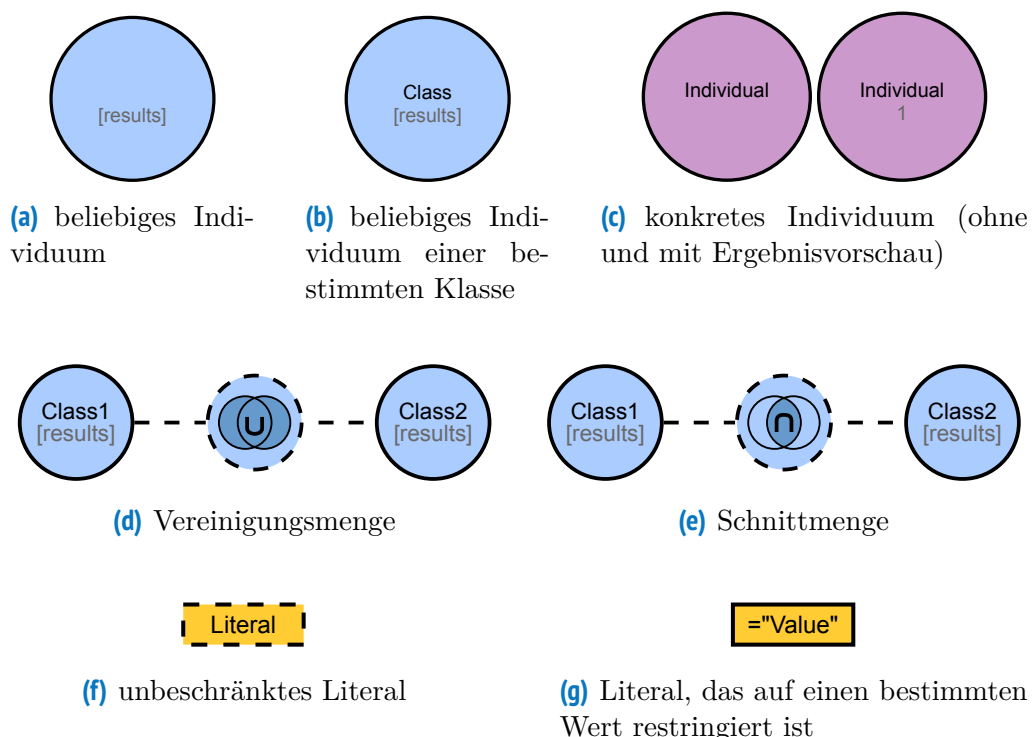 [results]
Class
[results]
Individual
Individual
1
(a) beliebiges Indi-
viduum
(b) beliebiges Indi-
viduum einer be-
stimmten Klasse
(c) konkretes Individuum (ohne
und mit Ergebnisvorschau)
Class1
[results]
∪
Class2
[results]
Class1
[results]
∩
Class2
[results]
(d) Vereinigungsmenge
(e) Schnittmenge
Literal
="Value"
(f) unbeschränktes Literal
(g) Literal, das auf einen bestimmten
Wert restringiert ist